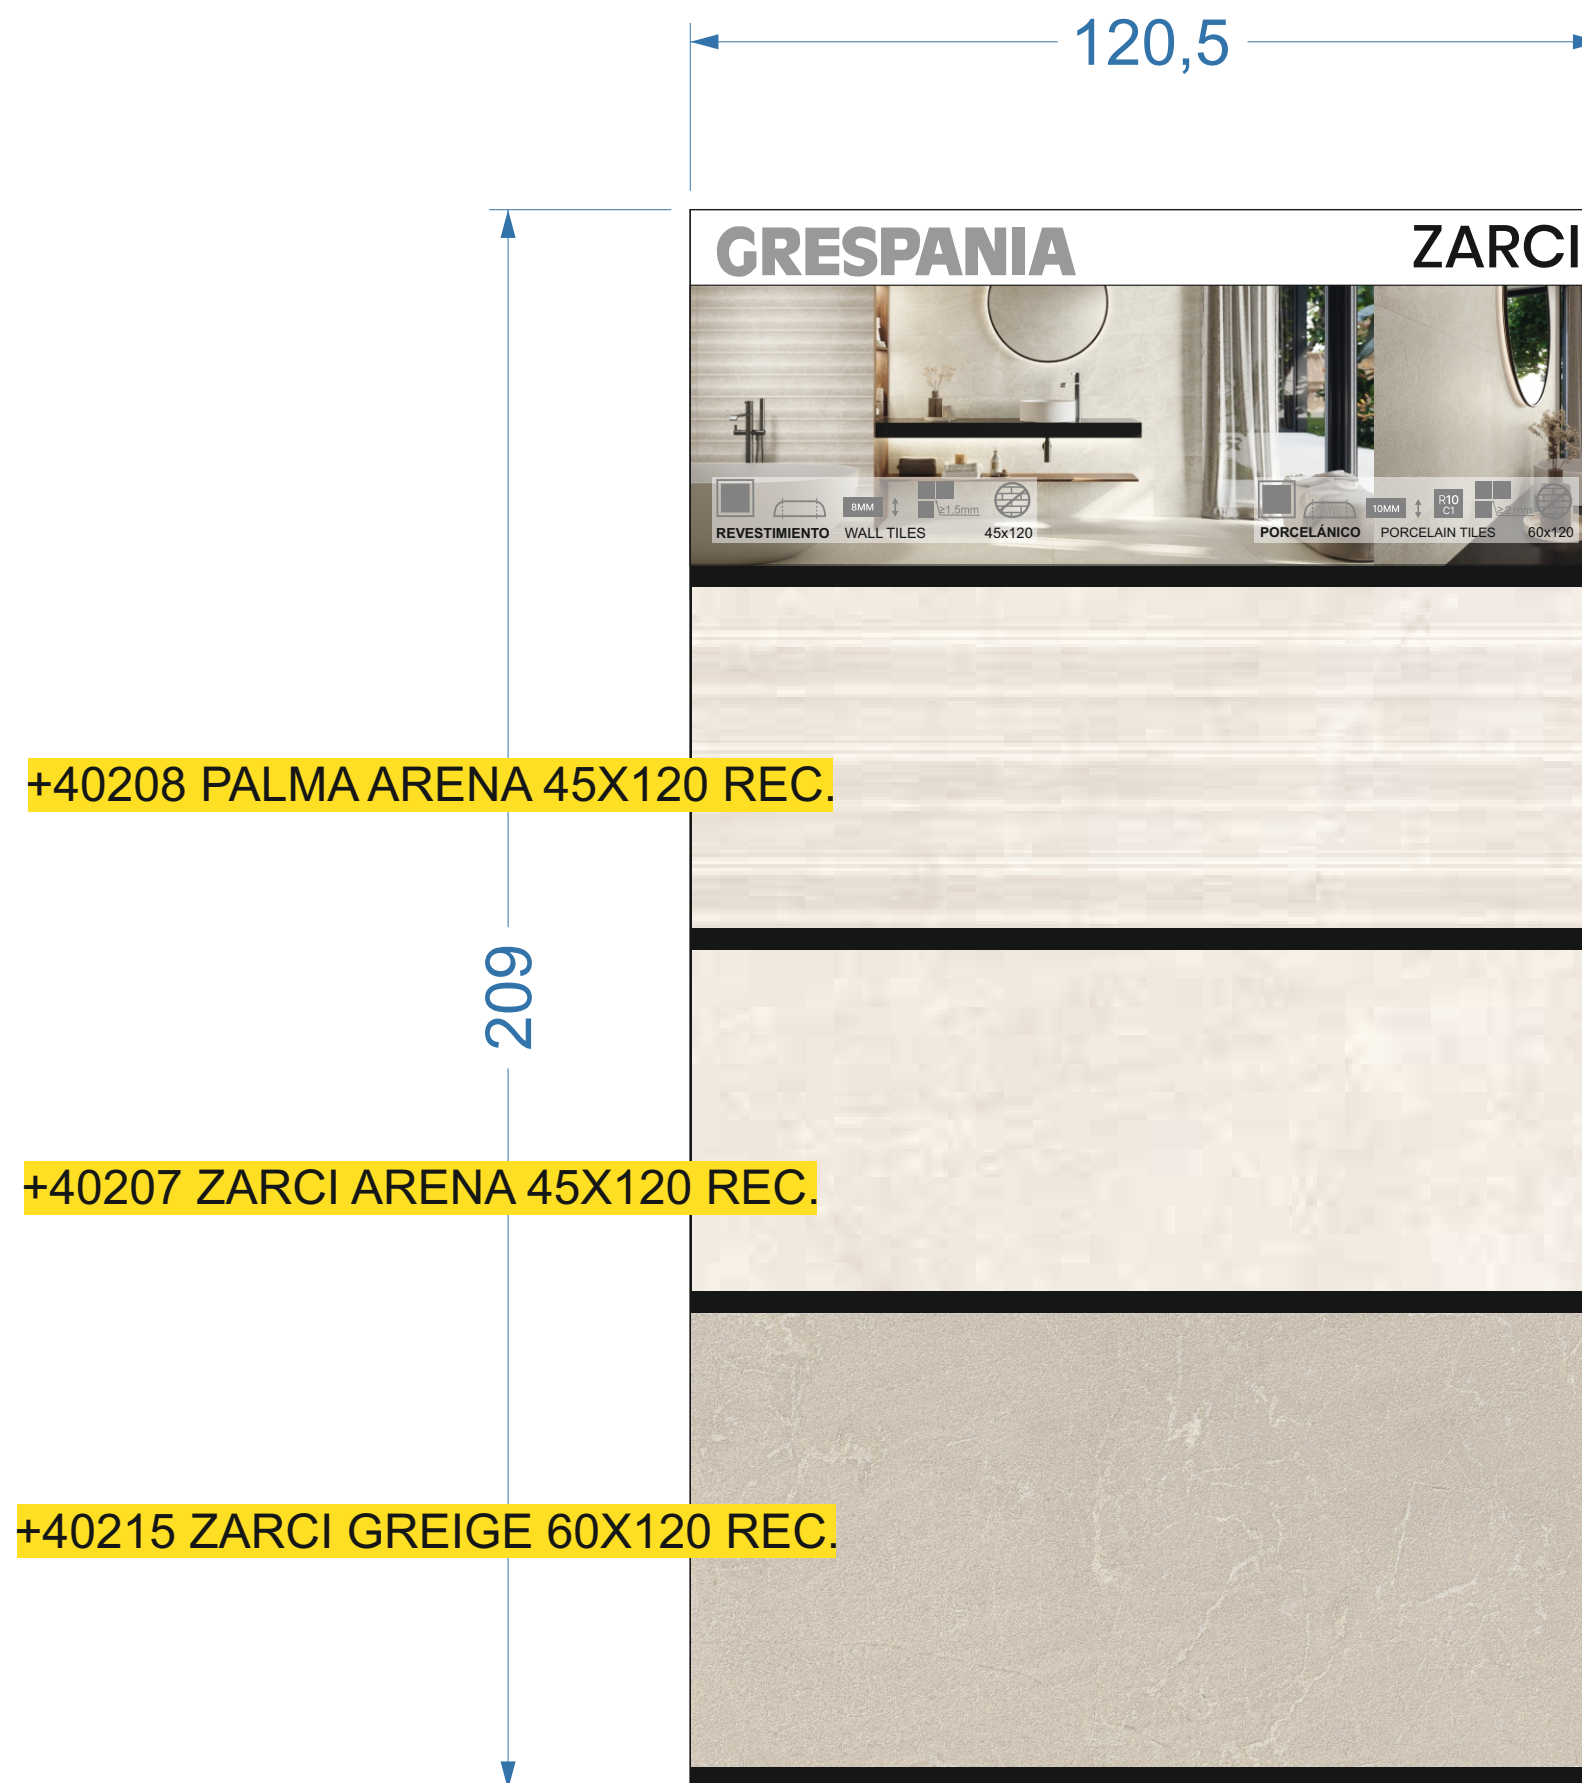 120,5
GRESPANIA
ZARCI
8MM
≥1.5mm
REVESTIMIENTO WALL TILES 45x120
10MM
R10
C1
≥2mm
PORCELÁNICO PORCELAIN TILES 60x120
+40208 PALMA ARENA 45X120 REC.
209
+40207 ZARCI ARENA 45X120 REC.
+40215 ZARCI GREIGE 60X120 REC.